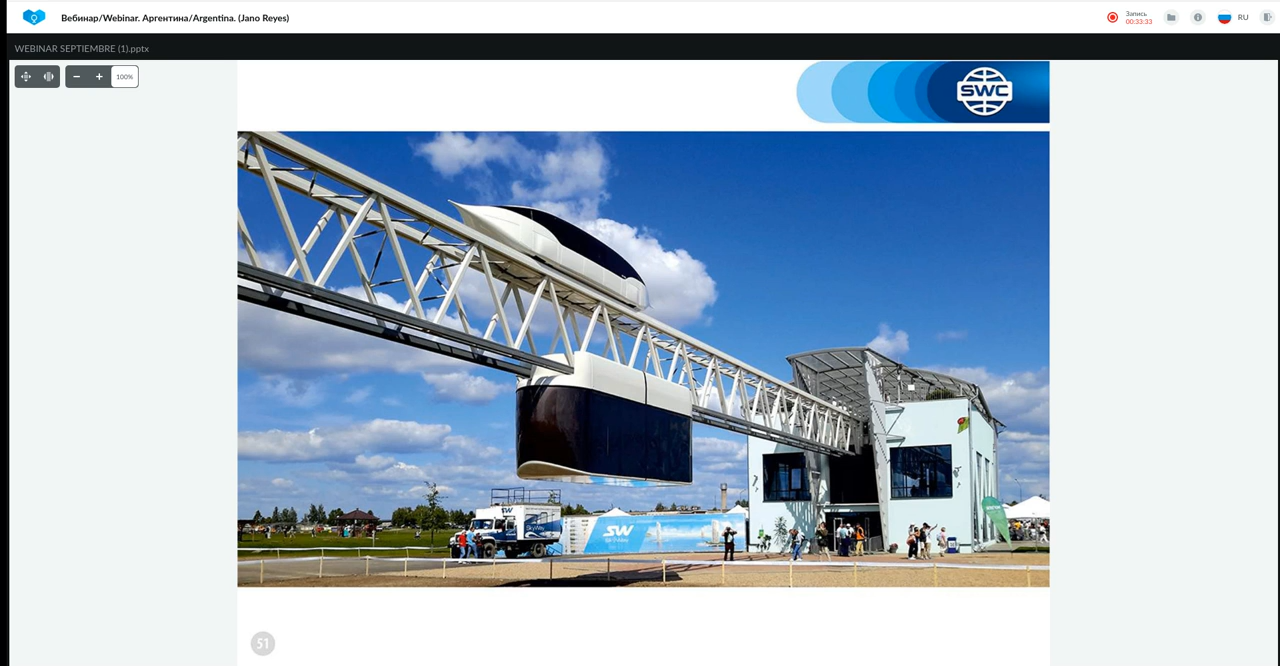 Вебинар/Webinar. Аргентина/Argentina. (Jano Reyes)
Запись
00:33:33
RU
WEBINAR SEPTIEMBRE (1).pptx
100%
SWC
SW
SkyWay
SW
51